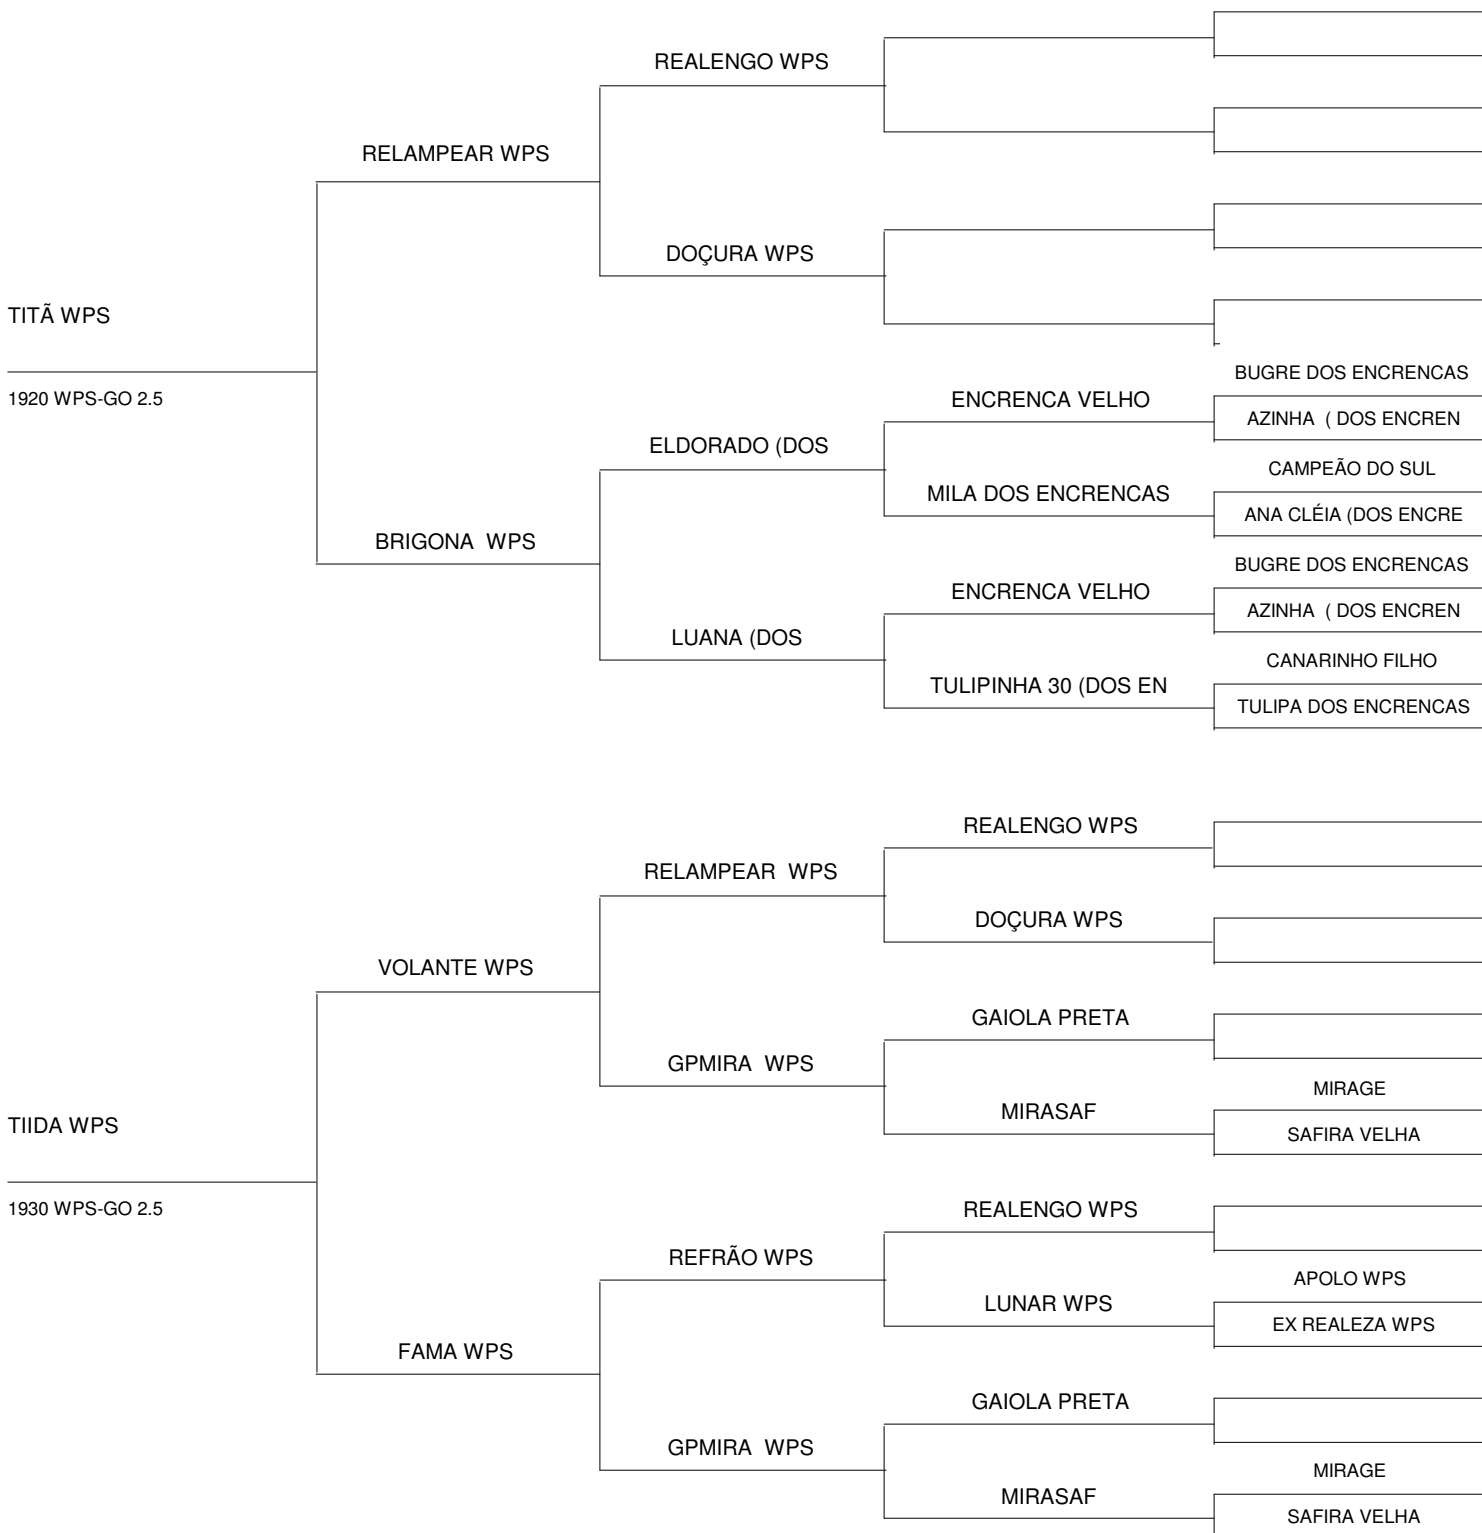 REALENGO WPS
RELAMPEAR WPS
DOÇURA WPS
TITÃ WPS
1920 WPS-GO 2.5
BUGRE DOS ENCRENCAS
ENCRENCA VELHO
AZINHA ( DOS ENCREN
ELDORADO (DOS
CAMPEÃO DO SUL
MILA DOS ENCRENCAS
ANA CLÉIA (DOS ENCRE
BRIGONA WPS
BUGRE DOS ENCRENCAS
ENCRENCA VELHO
AZINHA ( DOS ENCREN
LUANA (DOS
CANARINHO FILHO
TULIPINHA 30 (DOS EN
TULIPA DOS ENCRENCAS
REALENGO WPS
RELAMPEAR WPS
DOÇURA WPS
VOLANTE WPS
GAIOLA PRETA
GPMIRA WPS
MIRAGE
MIRASAF
SAFIRA VELHA
TIIDA WPS
1930 WPS-GO 2.5
REALENGO WPS
REFRÃO WPS
APOLO WPS
LUNAR WPS
EX REALEZA WPS
FAMA WPS
GAIOLA PRETA
GPMIRA WPS
MIRAGE
MIRASAF
SAFIRA VELHA